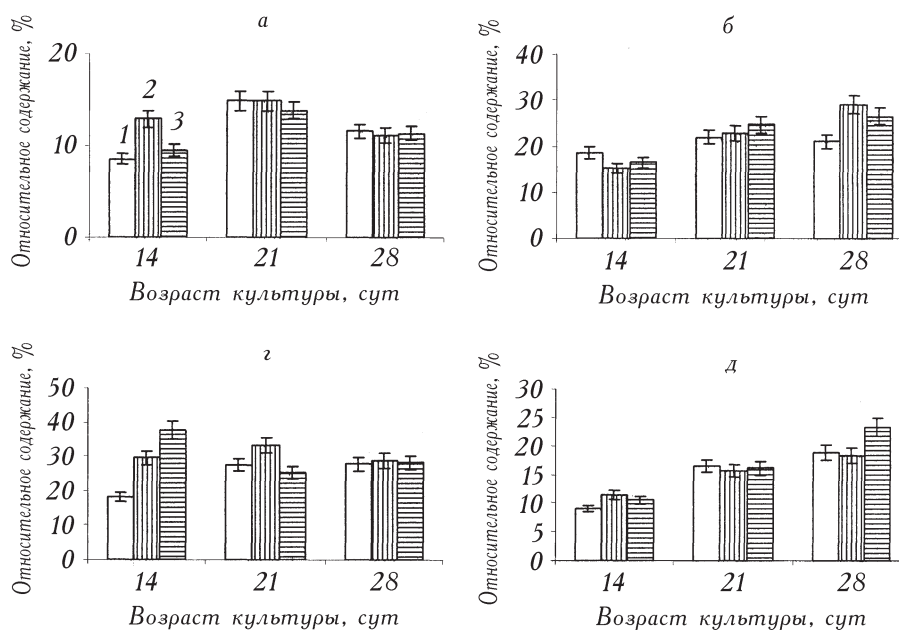 а
Относительное содержание, %
20
10
0
1
2
3
14 21 28
Возраст культуры, сут
б
Относительное содержание, %
40
30
20
10
0
14 21 28
Возраст культуры, сут
г
Относительное содержание, %
50
40
30
20
10
0
14 21 28
Возраст культуры, сут
д
Относительное содержание, %
30
25
20
15
10
5
0
14 21 28
Возраст культуры, сут